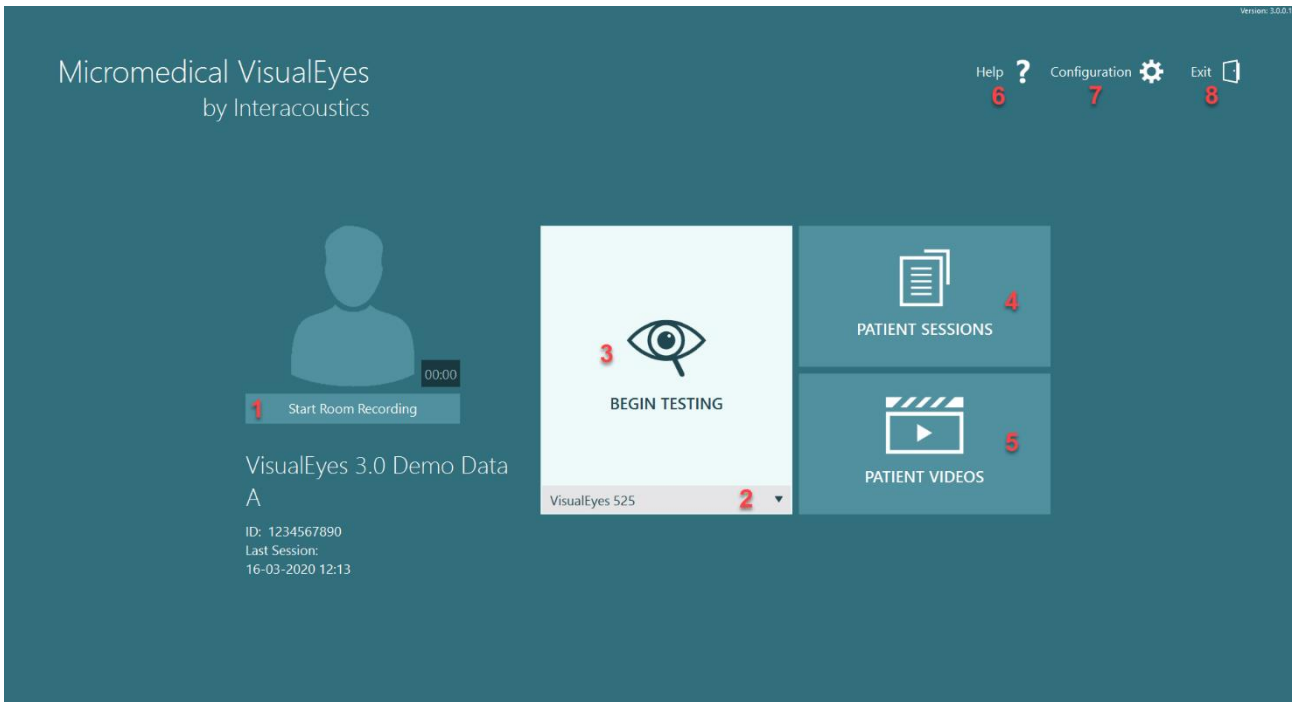 Version: 3.0.0.1
Micromedical VisualEyes
by Interacoustics
Help ?
6
Configuration
7
Exit
8
00:00
1 Start Room Recording
VisualEyes 3.0 Demo Data
A
ID: 1234567890
Last Session:
16-03-2020 12:13
3
BEGIN TESTING
VisualEyes 525 2
4
PATIENT SESSIONS
5
PATIENT VIDEOS